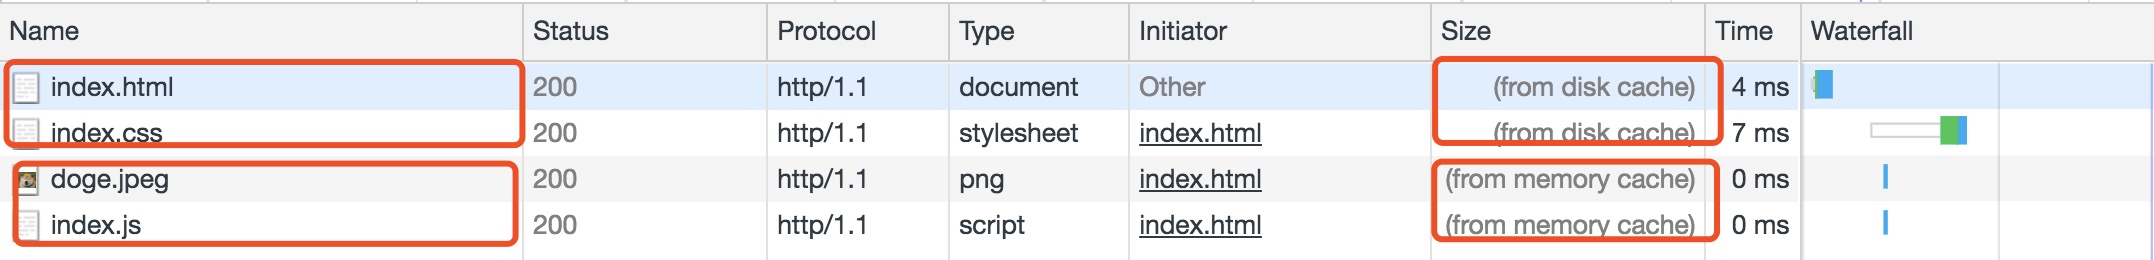 Name Status Protocol Type Initiator Size Time Waterfall
index.html 200 http/1.1 document Other (from disk cache) 4 ms
index.css 200 http/1.1 stylesheet index.html (from disk cache) 7 ms
doge.jpeg 200 http/1.1 png index.html (from memory cache) 0 ms
index.js 200 http/1.1 script index.html (from memory cache) 0 ms